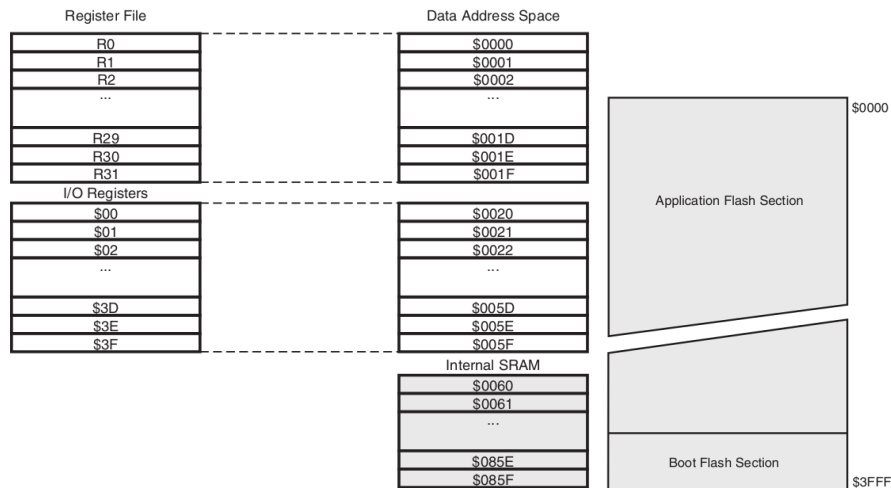 Register File
Data Address Space
R0
$0000
R1
$0001
R2
$0002
...
...
R29
$001D
R30
$001E
R31
$001F
I/O Registers
$00
$0020
$01
$0021
$02
$0022
...
...
$3D
$005D
$3E
$005E
$3F
$005F
Internal SRAM
$0060
$0061
...
$085E
$085F
$0000
Application Flash Section
Boot Flash Section
$3FFF